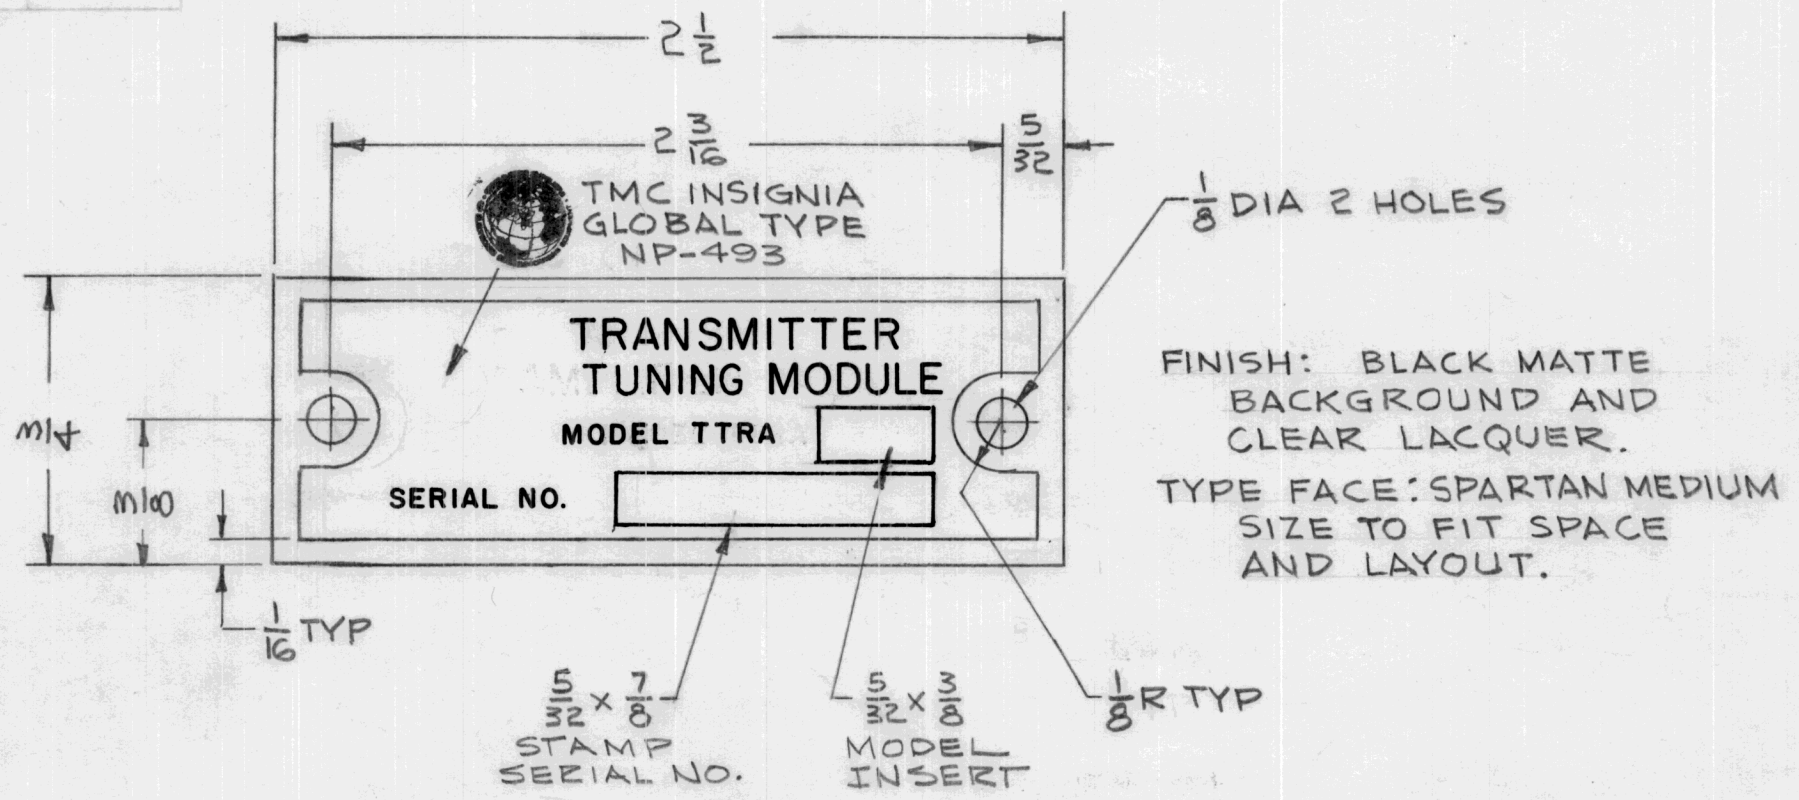 2 1/2
2 3/16
5/32
TMC INSIGNIA
GLOBAL TYPE
NP-493
1/8 DIA 2 HOLES
TRANSMITTER
TUNING MODULE
MODEL TTRA
SERIAL NO.
3/4
3/8
1/16 TYP
FINISH: BLACK MATTE
BACKGROUND AND
CLEAR LACQUER.
TYPE FACE: SPARTAN MEDIUM
SIZE TO FIT SPACE
AND LAYOUT.
5/32 x 7/8
STAMP
SERIAL NO.
5/32 x 3/8
MODEL
INSERT
1/8 R TYP